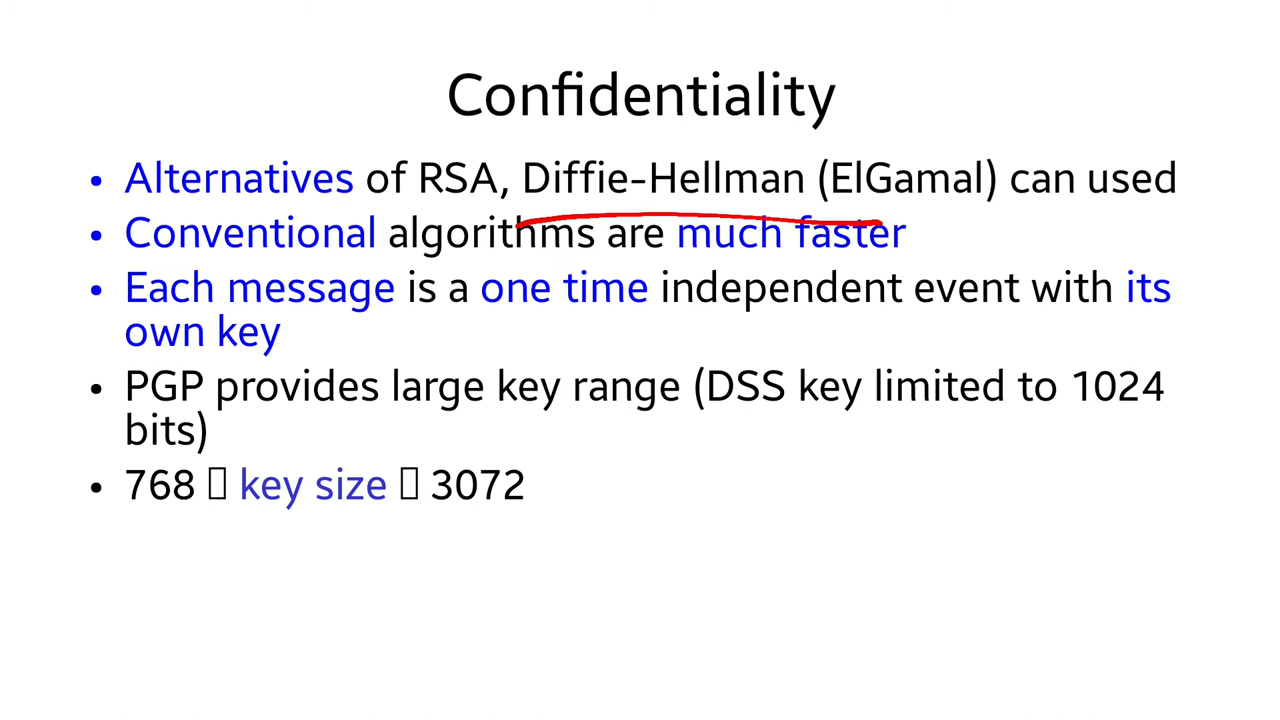 Confidentiality
• Alternatives of RSA, Diffie-Hellman (ElGamal) can used
• Conventional algorithms are much faster
• Each message is a one time independent event with its
own key
• PGP provides large key range (DSS key limited to 1024
bits)
• 768 ▯ key size ▯ 3072